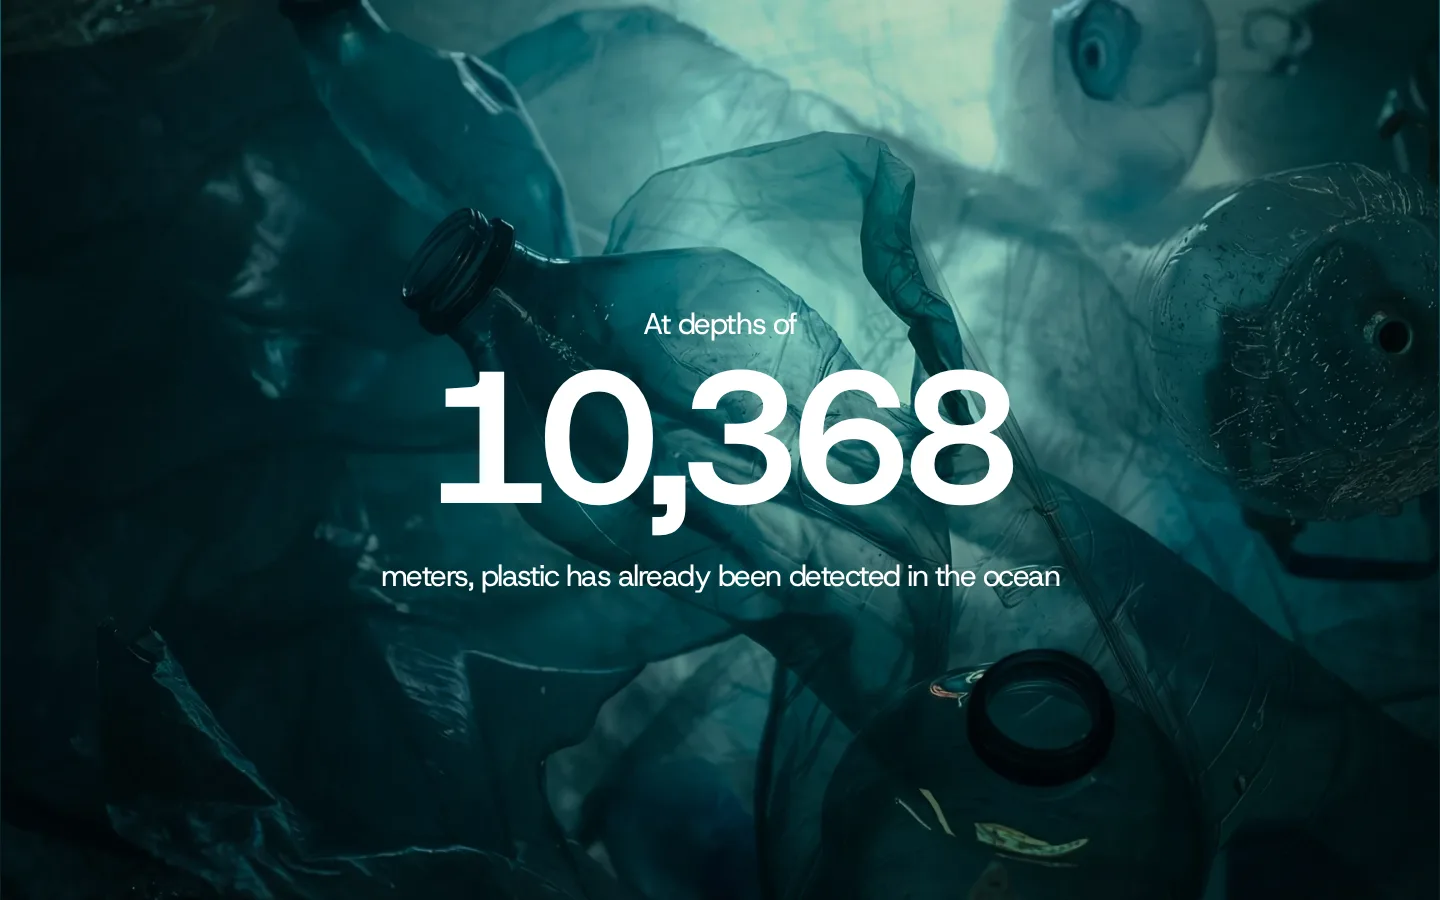 At depths of
10,368
meters, plastic has already been detected in the ocean